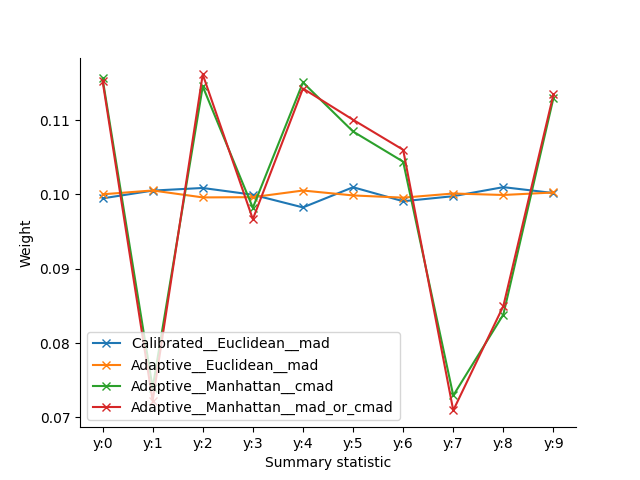 0.11
0.10
0.09
0.08
0.07
Weight
Calibrated__Euclidean__mad
Adaptive__Euclidean__mad
Adaptive__Manhattan__cmad
Adaptive__Manhattan__mad_or_cmad
y:0 y:1 y:2 y:3 y:4 y:5 y:6 y:7 y:8 y:9
Summary statistic